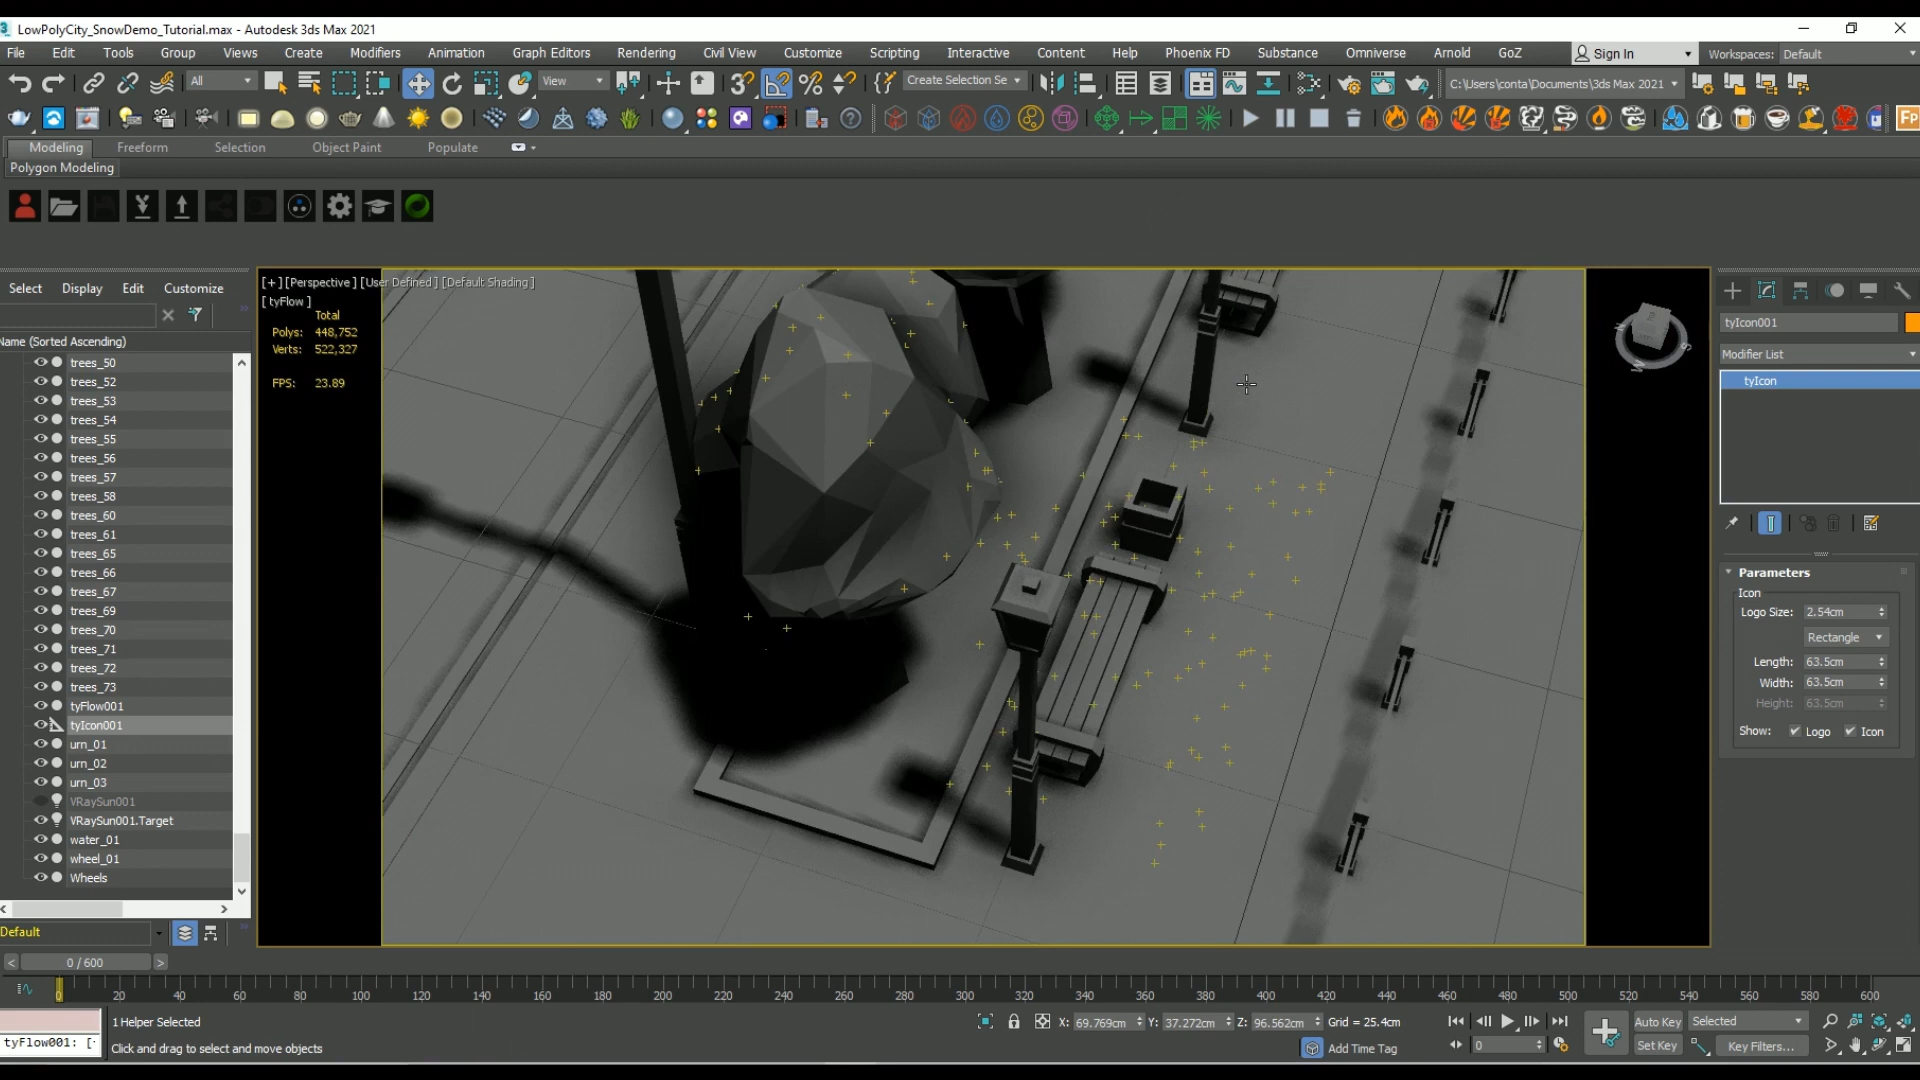 LowPolyCity_SnowDemo_Tutorial.max - Autodesk 3ds Max 2021
File Edit Tools Group Views Create Modifiers Animation Graph Editors Rendering Civil View Customize Scripting Interactive Content Help Phoenix FD Substance Omniverse Arnold GoZ Sign In Workspaces: Default
All View Create Selection Se C:\Users\conta\Documents\3ds Max 2021
Fp
Modeling Freeform Selection Object Paint Populate
Polygon Modeling
Select Display Edit Customize
Name (Sorted Ascending)
trees_50
trees_52
trees_53
trees_54
trees_55
trees_56
trees_57
trees_58
trees_60
trees_61
trees_65
trees_66
trees_67
trees_69
trees_70
trees_71
trees_72
trees_73
tyFlow001
tyIcon001
urn_01
urn_02
urn_03
VRaySun001
VRaySun001.Target
water_01
wheel_01
Wheels
Default
[+] [Perspective ] [User Defined ] [Default Shading ]
[ tyFlow ]
Total
Polys: 448,752
Verts: 522,327
FPS: 23.89
tyIcon001
Modifier List
tyIcon
Parameters
Icon
Logo Size: 2.54cm
Rectangle
Length: 63.5cm
Width: 63.5cm
Height: 63.5cm
Show: Logo Icon
< 0 / 600 >
0 20 40 60 80 100 120 140 160 180 200 220 240 260 280 300 320 340 360 380 400 420 440 460 480 500 520 540 560 580 600
1 Helper Selected
X: 69.769cm Y: 37.272cm Z: 96.562cm Grid = 25.4cm
Auto Key Selected
tyFlow001: [
Click and drag to select and move objects
Add Time Tag
0
Set Key Key Filters...